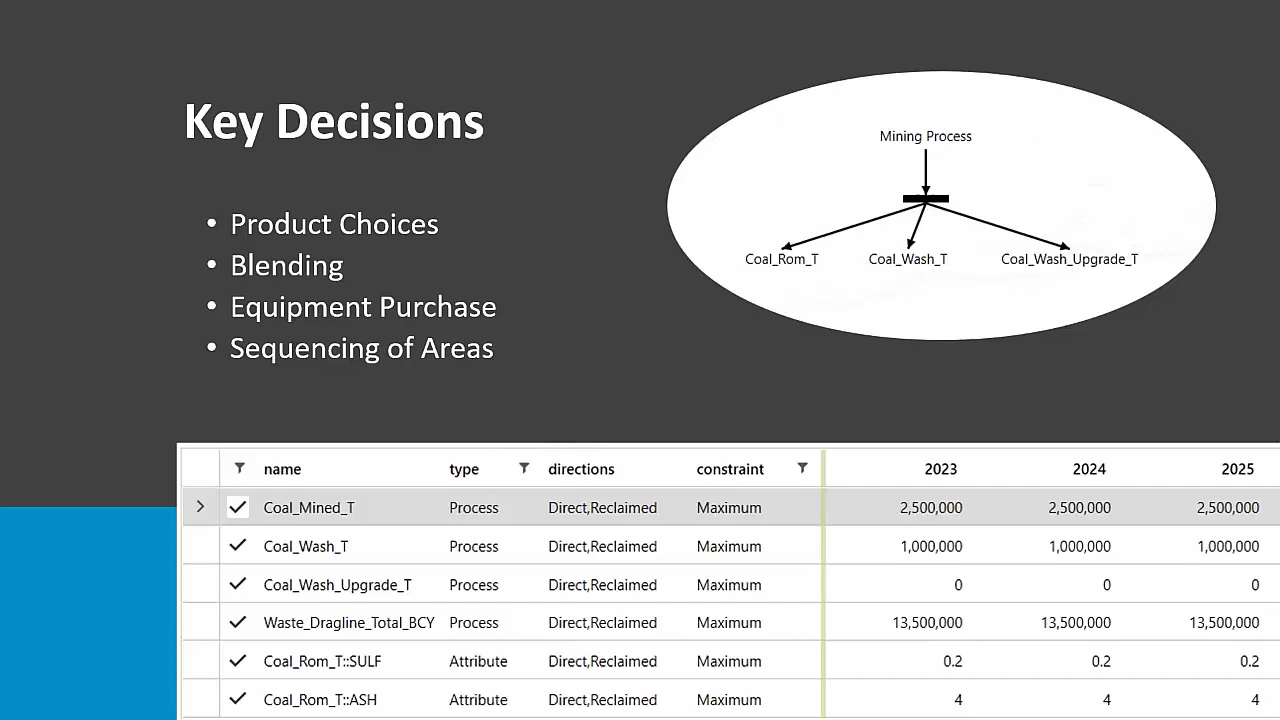 Key Decisions
• Product Choices
• Blending
• Equipment Purchase
• Sequencing of Areas
Mining Process
Coal_Rom_T Coal_Wash_T Coal_Wash_Upgrade_T
name type directions constraint 2023 2024 2025
Coal_Mined_T Process Direct,Reclaimed Maximum 2,500,000 2,500,000 2,500,000
Coal_Wash_T Process Direct,Reclaimed Maximum 1,000,000 1,000,000 1,000,000
Coal_Wash_Upgrade_T Process Direct,Reclaimed Maximum 0 0 0
Waste_Dragline_Total_BCY Process Direct,Reclaimed Maximum 13,500,000 13,500,000 13,500,000
Coal_Rom_T::SULF Attribute Direct,Reclaimed Maximum 0.2 0.2 0.2
Coal_Rom_T::ASH Attribute Direct,Reclaimed Maximum 4 4 4